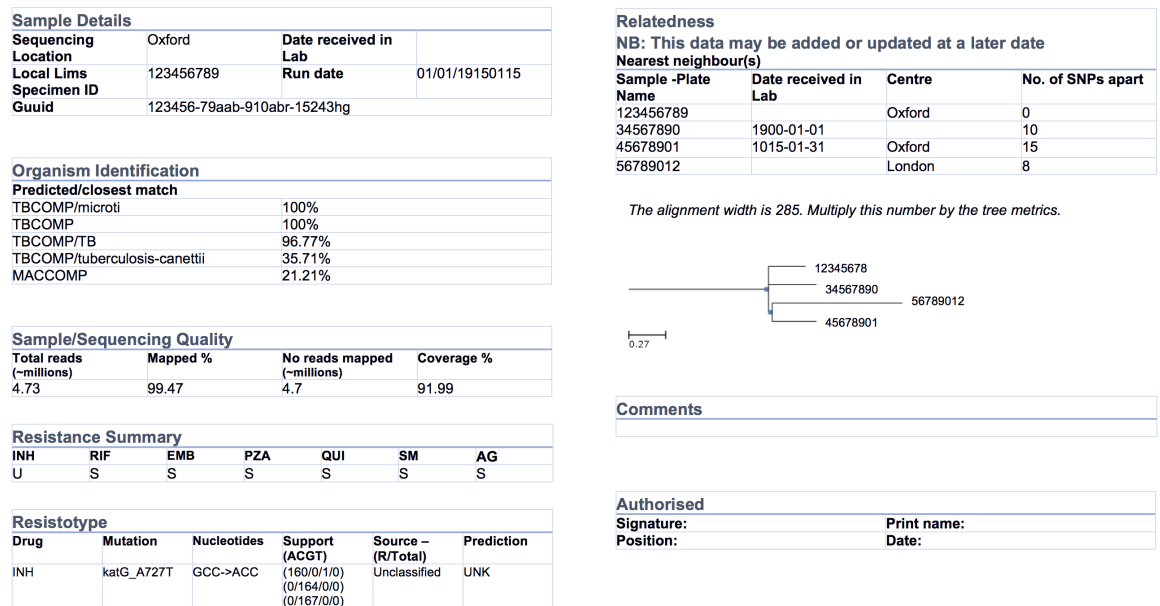 Sample Details
Sequencing Location Oxford Date received in Lab
Local Lims Specimen ID 123456789 Run date 01/01/19150115
Guuid 123456-79aab-910abr-15243hg
Organism Identification
Predicted/closest match
TBCOMP/microti 100%
TBCOMP 100%
TBCOMP/TB 96.77%
TBCOMP/tuberculosis-canettii 35.71%
MACCOMP 21.21%
Sample/Sequencing Quality
Total reads (~millions) Mapped % No reads mapped (~millions) Coverage %
4.73 99.47 4.7 91.99
Resistance Summary
INH RIF EMB PZA QUI SM AG
U S S S S S S
Resistotype
Drug Mutation Nucleotides Support (ACGT) Source – (R/Total) Prediction
INH katG_A727T GCC->ACC (160/0/1/0) Unclassified UNK
(0/164/0/0)
(0/167/0/0)
Relatedness
NB: This data may be added or updated at a later date
Nearest neighbour(s)
Sample -Plate Name Date received in Lab Centre No. of SNPs apart
123456789 Oxford 0
34567890 1900-01-01 10
45678901 1015-01-31 Oxford 15
56789012 London 8
The alignment width is 285. Multiply this number by the tree metrics.
12345678
34567890
56789012
45678901
0.27
Comments
Authorised
Signature: Print name:
Position: Date: